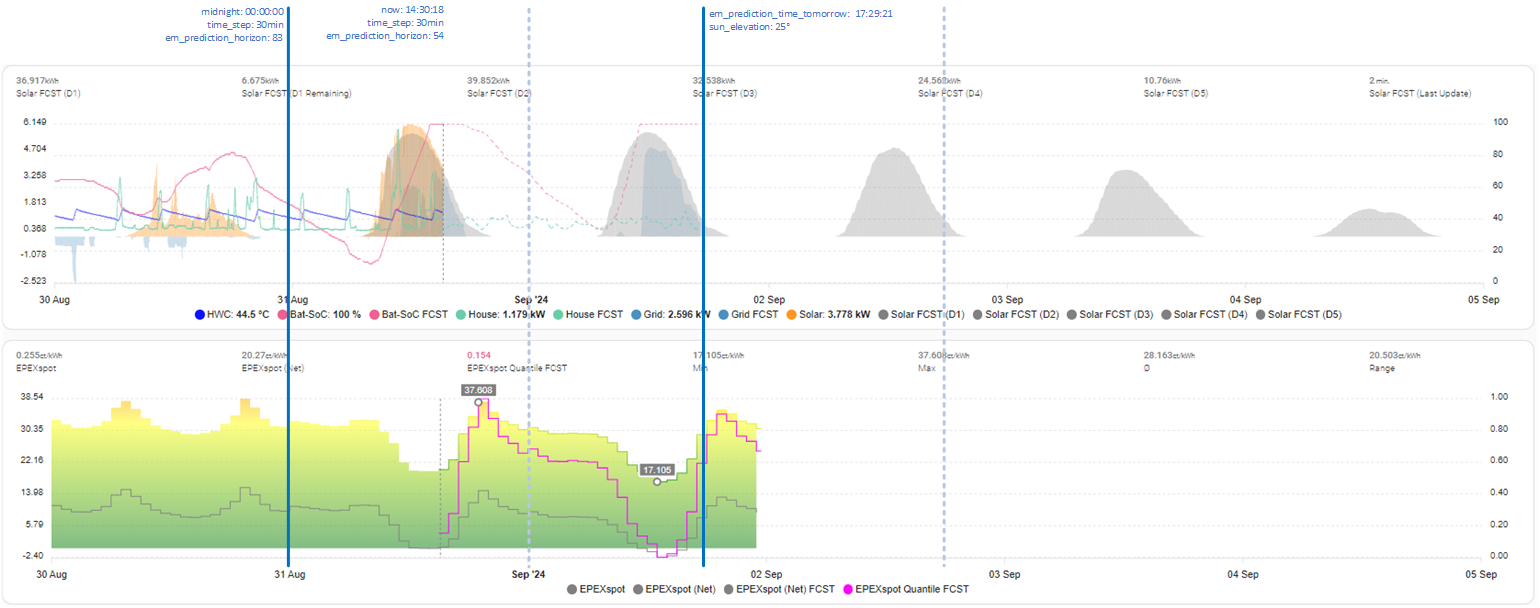 midnight: 00:00:00
time_step: 30min
em_prediction_horizon: 83
now: 14:30:18
time_step: 30min
em_prediction_horizon: 54
em_prediction_time_tomorrow: 17:29:21
sun_elevation: 25°
36.917kWh
Solar FCST (D1)
6.675kWh
Solar FCST (D1 Remaining)
39.852kWh
Solar FCST (D2)
32.538kWh
Solar FCST (D3)
24.562kWh
Solar FCST (D4)
10.76kWh
Solar FCST (D5)
2 min.
Solar FCST (Last Update)
6.149
4.704
3.258
1.813
0.368
-1.078
-2.523
100
80
60
40
20
0
30 Aug
31 Aug
Sep '24
02 Sep
03 Sep
04 Sep
05 Sep
HWC: 44.5 °C
Bat-SoC: 100 %
Bat-SoC FCST
House: 1.179 kW
House FCST
Grid: 2.596 kW
Grid FCST
Solar: 3.778 kW
Solar FCST (D1)
Solar FCST (D2)
Solar FCST (D3)
Solar FCST (D4)
Solar FCST (D5)
0.255ct/kWh
EPEXspot
20.27ct/kWh
EPEXspot (Net)
0.154
EPEXspot Quantile FCST
17.105ct/kWh
Min
37.608ct/kWh
Max
28.163ct/kWh
Ø
20.503ct/kWh
Range
38.54
30.35
22.16
13.98
5.79
-2.40
37.608
17.105
1.00
0.80
0.60
0.40
0.20
0.00
30 Aug
31 Aug
Sep '24
02 Sep
03 Sep
04 Sep
05 Sep
EPEXspot
EPEXspot (Net)
EPEXspot (Net) FCST
EPEXspot Quantile FCST